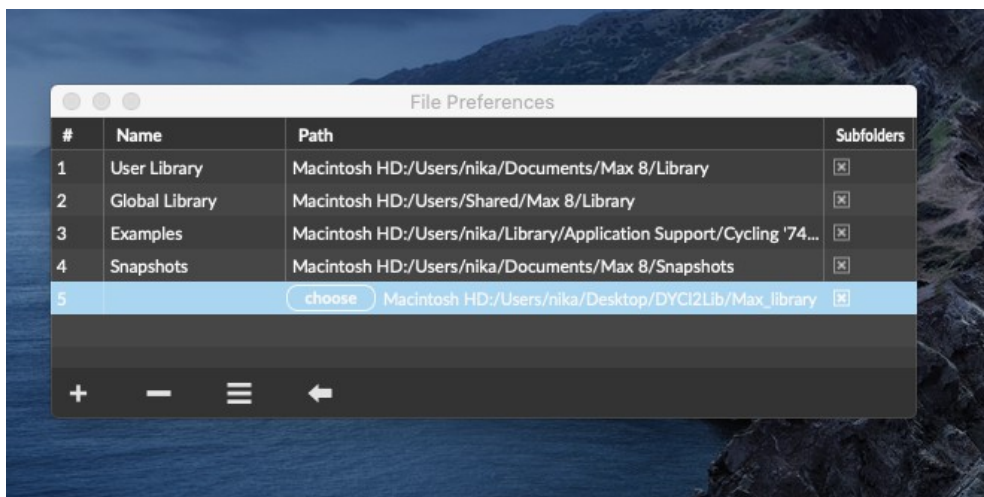 File Preferences
# Name Path Subfolders
1 User Library Macintosh HD:/Users/nika/Documents/Max 8/Library
2 Global Library Macintosh HD:/Users/Shared/Max 8/Library
3 Examples Macintosh HD:/Users/nika/Library/Application Support/Cycling '74...
4 Snapshots Macintosh HD:/Users/nika/Documents/Max 8/Snapshots
5 choose Macintosh HD:/Users/nika/Desktop/DYCI2Lib/Max_library